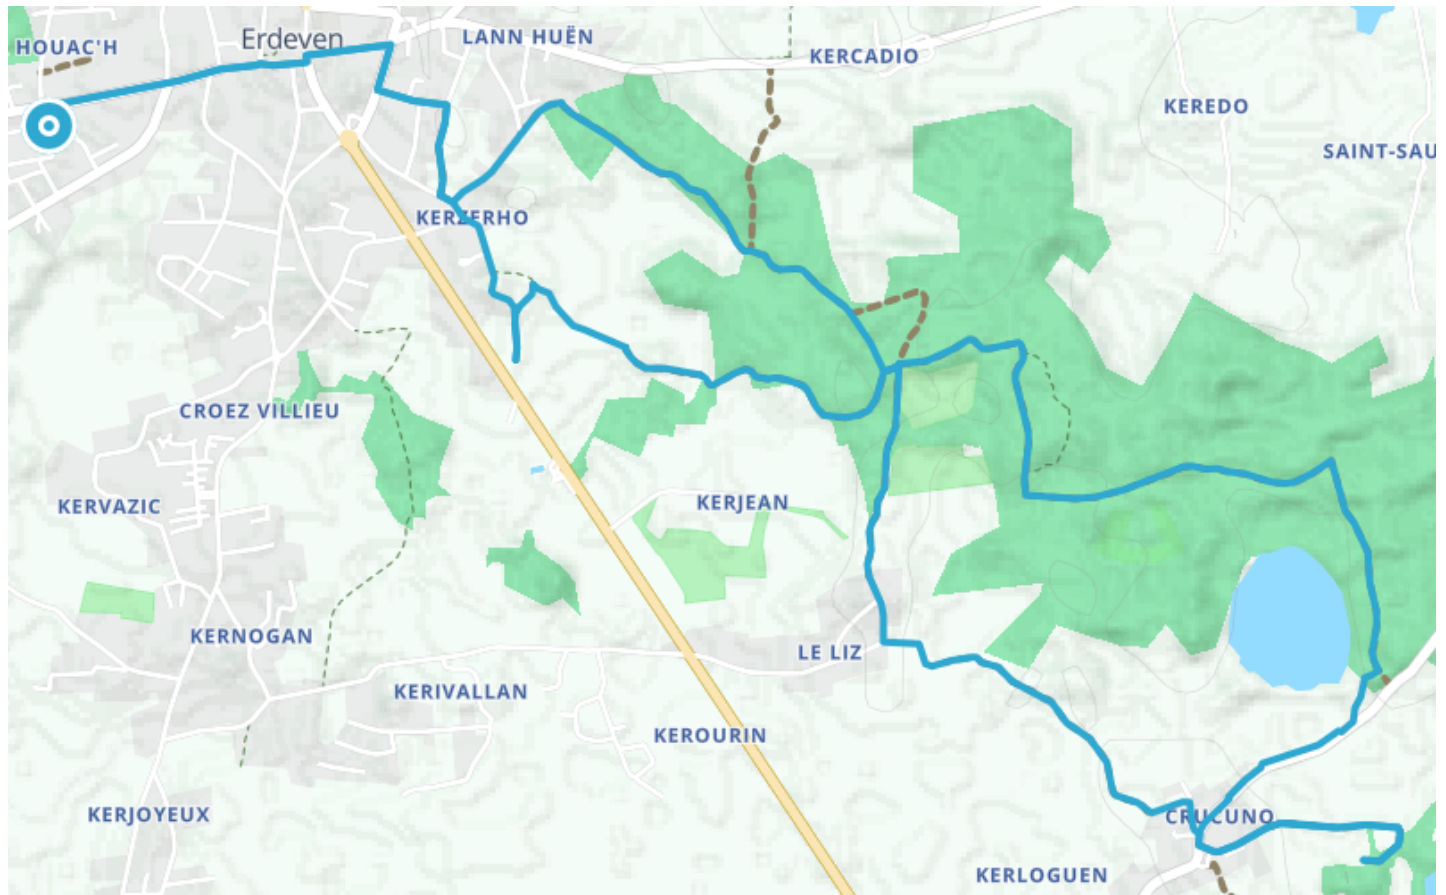 HOUAC'H
Erdeven
LANN HUËN
KERCADIO
KEREDO
SAINT-SAU
KERZERHO
CROEZ VILLIEU
KERVAZIC
KERJEAN
KERNOGAN
LE LIZ
KERIVALLAN
KEROURIN
KERJOYEUX
CRUCUNO
KERLOGUEN